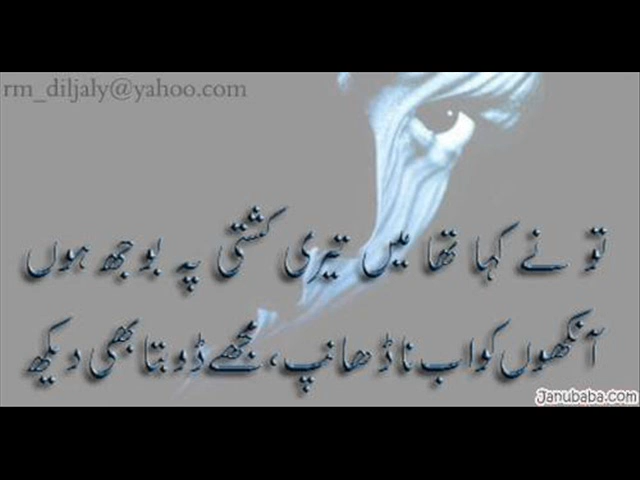 rm_diljaly@yahoo.com
تو نے کہا تھا میں تیری کشتی پہ بوجھ ہوں
آنکھوں کو اب نا ڈھانپ، مجھے ڈوبتا بھی دیکھ
Janubaba.com